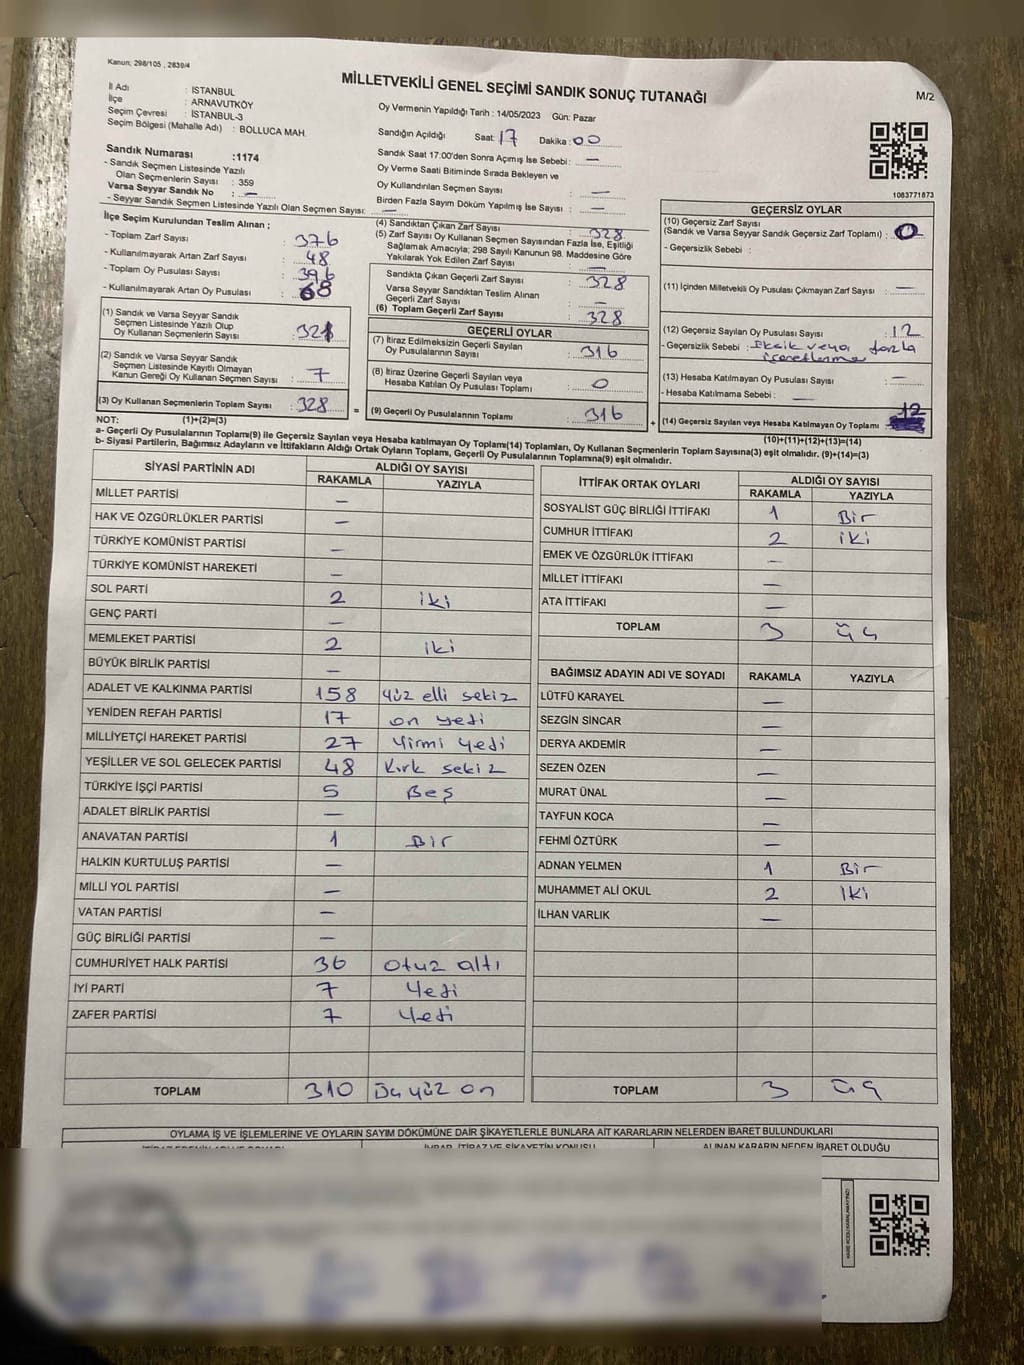 Kanun: 298/105 , 2839/4
MİLLETVEKİLİ GENEL SEÇİMİ SANDIK SONUÇ TUTANAĞI
M/2
İl Adı : İSTANBUL
İlçe : ARNAVUTKÖY
Seçim Çevresi : İSTANBUL-3
Seçim Bölgesi (Mahalle Adı) : BOLLUCA MAH.
Oy Vermenin Yapıldığı Tarih : 14/05/2023 Gün: Pazar
Sandığın Açıldığı Saat: 17 Dakika: 00
Sandık Saat 17:00'den Sonra Açımış İse Sebebi : —
Oy Verme Saati Bitiminde Sırada Bekleyen ve
Oy Kullandırılan Seçmen Sayısı : —
Birden Fazla Sayım Döküm Yapılmış İse Sayısı : —
1083771873
Sandık Numarası :1174
- Sandık Seçmen Listesinde Yazılı
Olan Seçmenlerin Sayısı : 359
Varsa Seyyar Sandık No : —
- Seyyar Sandık Seçmen Listesinde Yazılı Olan Seçmen Sayısı: —
İlçe Seçim Kurulundan Teslim Alınan ;
- Toplam Zarf Sayısı : 376
- Kullanılmayarak Artan Zarf Sayısı : 48
- Toplam Oy Pusulası Sayısı : 396
- Kullanılmayarak Artan Oy Pusulası : 68
(1) Sandık ve Varsa Seyyar Sandık
Seçmen Listesinde Yazılı Olup
Oy Kullanan Seçmenlerin Sayısı : 321
(2) Sandık ve Varsa Seyyar Sandık
Seçmen Listesinde Kayıtlı Olmayan
Kanun Gereği Oy Kullanan Seçmen Sayısı : 7
(3) Oy Kullanan Seçmenlerin Toplam Sayısı : 328
(1)+(2)=(3)
(4) Sandıktan Çıkan Zarf Sayısı : 328
(5) Zarf Sayısı Oy Kullanan Seçmen Sayısından Fazla İse, Eşitliği
Sağlamak Amacıyla; 298 Sayılı Kanunun 98. Maddesine Göre
Yakılarak Yok Edilen Zarf Sayısı : —
Sandıkta Çıkan Geçerli Zarf Sayısı : 328
Varsa Seyyar Sandıktan Teslim Alınan
Geçerli Zarf Sayısı : —
(6) Toplam Geçerli Zarf Sayısı : 328
GEÇERLİ OYLAR
(7) İtiraz Edilmeksizin Geçerli Sayılan
Oy Pusulalarının Sayısı : 316
(8) İtiraz Üzerine Geçerli Sayılan veya
Hesaba Katılan Oy Pusulası Toplamı : 0
= (9) Geçerli Oy Pusulalarının Toplamı : 316 +
GEÇERSİZ OYLAR
(10) Geçersiz Zarf Sayısı
(Sandık ve Varsa Seyyar Sandık Geçersiz Zarf Toplamı) : 0
- Geçersizlik Sebebi :
(11) İçinden Milletvekili Oy Pusulası Çıkmayan Zarf Sayısı : —
(12) Geçersiz Sayılan Oy Pusulası Sayısı : 12
- Geçersizlik Sebebi : Eksik veya fazla
işaretlenme
(13) Hesaba Katılmayan Oy Pusulası Sayısı : —
- Hesaba Katılmama Sebebi : —
(14) Geçersiz Sayılan veya Hesaba Katılmayan Oy Toplamı : 12
(10)+(11)+(12)+(13)=(14)
NOT:
a- Geçerli Oy Pusulalarının Toplamı(9) ile Geçersiz Sayılan veya Hesaba katılmayan Oy Toplamı(14) Toplamları, Oy Kullanan Seçmenlerin Toplam Sayısına(3) eşit olmalıdır. (9)+(14)=(3)
b- Siyasi Partilerin, Bağımsız Adayların ve İttifakların Aldığı Ortak Oyların Toplamı, Geçerli Oy Pusulalarının Toplamına(9) eşit olmalıdır.
SİYASİ PARTİNİN ADI ALDIĞI OY SAYISI
RAKAMLA YAZIYLA
MİLLET PARTİSİ —
HAK VE ÖZGÜRLÜKLER PARTİSİ —
TÜRKİYE KOMÜNİST PARTİSİ —
TÜRKİYE KOMÜNİST HAREKETİ —
SOL PARTİ 2 iki
GENÇ PARTİ —
MEMLEKET PARTİSİ 2 iki
BÜYÜK BİRLİK PARTİSİ —
ADALET VE KALKINMA PARTİSİ 158 yüz elli sekiz
YENİDEN REFAH PARTİSİ 17 on yedi
MİLLİYETÇİ HAREKET PARTİSİ 27 Yirmi yedi
YEŞİLLER VE SOL GELECEK PARTİSİ 48 Kırk sekiz
TÜRKİYE İŞÇİ PARTİSİ 5 Beş
ADALET BİRLİK PARTİSİ —
ANAVATAN PARTİSİ 1 Bir
HALKIN KURTULUŞ PARTİSİ —
MİLLİ YOL PARTİSİ —
VATAN PARTİSİ —
GÜÇ BİRLİĞİ PARTİSİ —
CUMHURİYET HALK PARTİSİ 36 Otuz altı
İYİ PARTİ 7 Yedi
ZAFER PARTİSİ 7 Yedi
TOPLAM 310 Üç yüz on
İTTİFAK ORTAK OYLARI ALDIĞI OY SAYISI
RAKAMLA YAZIYLA
SOSYALİST GÜÇ BİRLİĞİ İTTİFAKI 1 Bir
CUMHUR İTTİFAKI 2 iki
EMEK VE ÖZGÜRLÜK İTTİFAKI —
MİLLET İTTİFAKI —
ATA İTTİFAKI —
TOPLAM 3 üç
BAĞIMSIZ ADAYIN ADI VE SOYADI RAKAMLA YAZIYLA
LÜTFÜ KARAYEL —
SEZGİN SİNCAR —
DERYA AKDEMİR —
SEZEN ÖZEN —
MURAT ÜNAL —
TAYFUN KOCA —
FEHMİ ÖZTÜRK —
ADNAN YELMEN 1 Bir
MUHAMMET ALİ OKUL 2 İki
İLHAN VARLIK —
TOPLAM 3 üç
OYLAMA İŞ VE İŞLEMLERİNE VE OYLARIN SAYIM DÖKÜMÜNE DAİR ŞİKAYETLERLE BUNLARA AİT KARARLARIN NELERDEN İBARET BULUNDUKLARI
İHBAR, İTİRAZ VE ŞİKAYETİN KONUSU ALINAN KARARIN NEDEN İBARET OLDUĞU